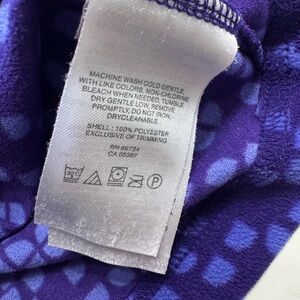 MACHINE WASH COLD GENTLE,
WITH LIKE COLORS, NON-CHLORINE
BLEACH WHEN NEEDED, TUMBLE
DRY GENTLE LOW, REMOVE
PROMPTLY, DO NOT IRON,
DRYCLEANABLE
SHELL : 100% POLYESTER
EXCLUSIVE OF TRIMMING
RN 69724
CA 05367
P